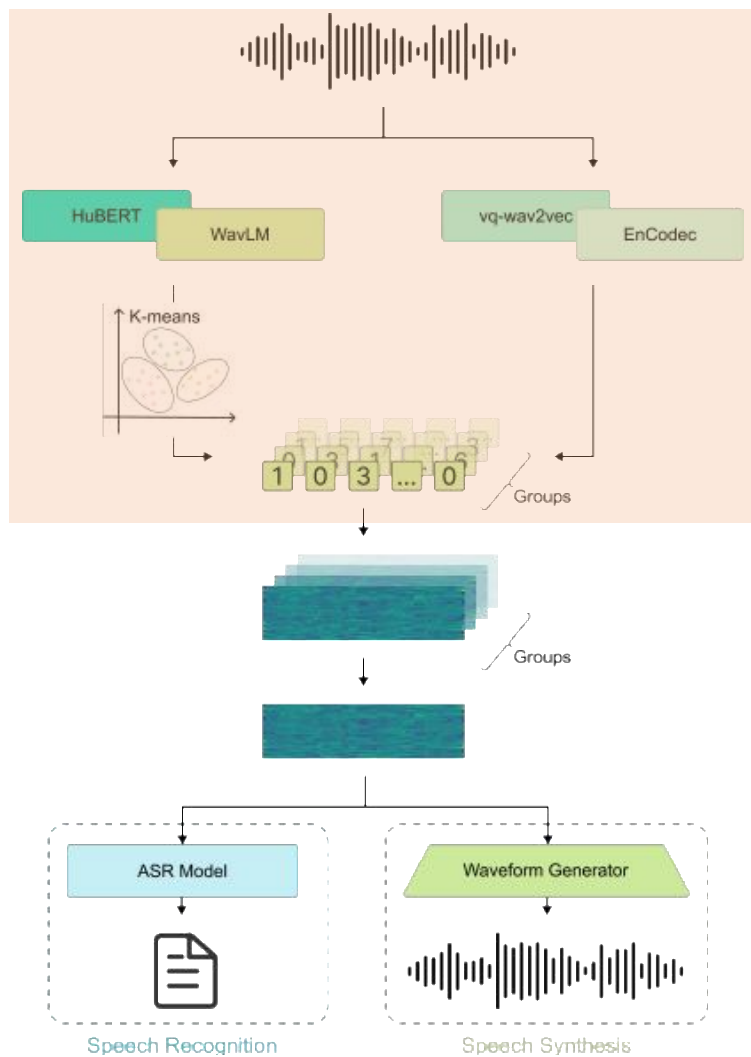 HuBERT
WavLM
vq-wav2vec
EnCodec
K-means
1 0 3 ... 0
Groups
Groups
ASR Model
Waveform Generator
Speech Recognition
Speech Synthesis